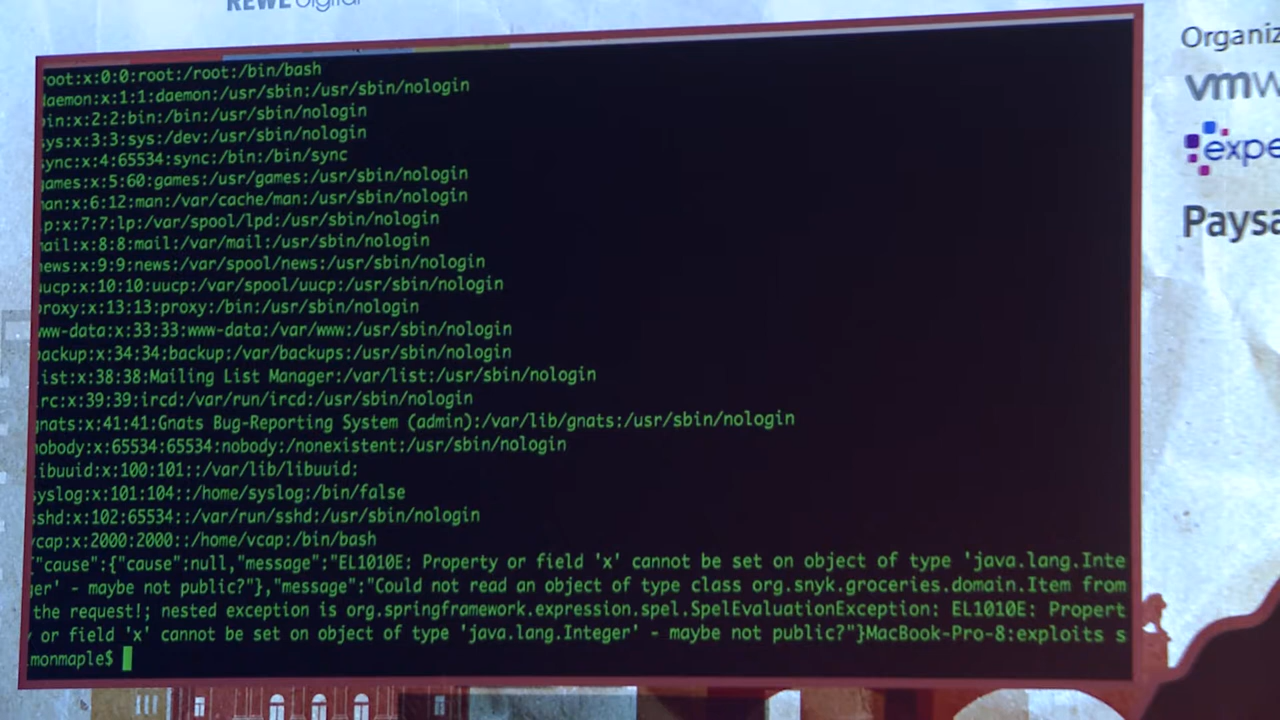 REWE digital
Organiz
vmw
expe
Paysa
root:x:0:0:root:/root:/bin/bash
daemon:x:1:1:daemon:/usr/sbin:/usr/sbin/nologin
bin:x:2:2:bin:/bin:/usr/sbin/nologin
sys:x:3:3:sys:/dev:/usr/sbin/nologin
sync:x:4:65534:sync:/bin:/bin/sync
games:x:5:60:games:/usr/games:/usr/sbin/nologin
man:x:6:12:man:/var/cache/man:/usr/sbin/nologin
lp:x:7:7:lp:/var/spool/lpd:/usr/sbin/nologin
mail:x:8:8:mail:/var/mail:/usr/sbin/nologin
news:x:9:9:news:/var/spool/news:/usr/sbin/nologin
uucp:x:10:10:uucp:/var/spool/uucp:/usr/sbin/nologin
proxy:x:13:13:proxy:/bin:/usr/sbin/nologin
www-data:x:33:33:www-data:/var/www:/usr/sbin/nologin
backup:x:34:34:backup:/var/backups:/usr/sbin/nologin
list:x:38:38:Mailing List Manager:/var/list:/usr/sbin/nologin
irc:x:39:39:ircd:/var/run/ircd:/usr/sbin/nologin
gnats:x:41:41:Gnats Bug-Reporting System (admin):/var/lib/gnats:/usr/sbin/nologin
nobody:x:65534:65534:nobody:/nonexistent:/usr/sbin/nologin
libuuid:x:100:101::/var/lib/libuuid:
syslog:x:101:104::/home/syslog:/bin/false
sshd:x:102:65534::/var/run/sshd:/usr/sbin/nologin
vcap:x:2000:2000::/home/vcap:/bin/bash
{"cause":{"cause":null,"message":"EL1010E: Property or field 'x' cannot be set on object of type 'java.lang.Inte
ger' - maybe not public?"},"message":"Could not read an object of type class org.snyk.groceries.domain.Item from
the request!; nested exception is org.springframework.expression.spel.SpelEvaluationException: EL1010E: Propert
y or field 'x' cannot be set on object of type 'java.lang.Integer' - maybe not public?"}MacBook-Pro-8:exploits s
imonmaple$